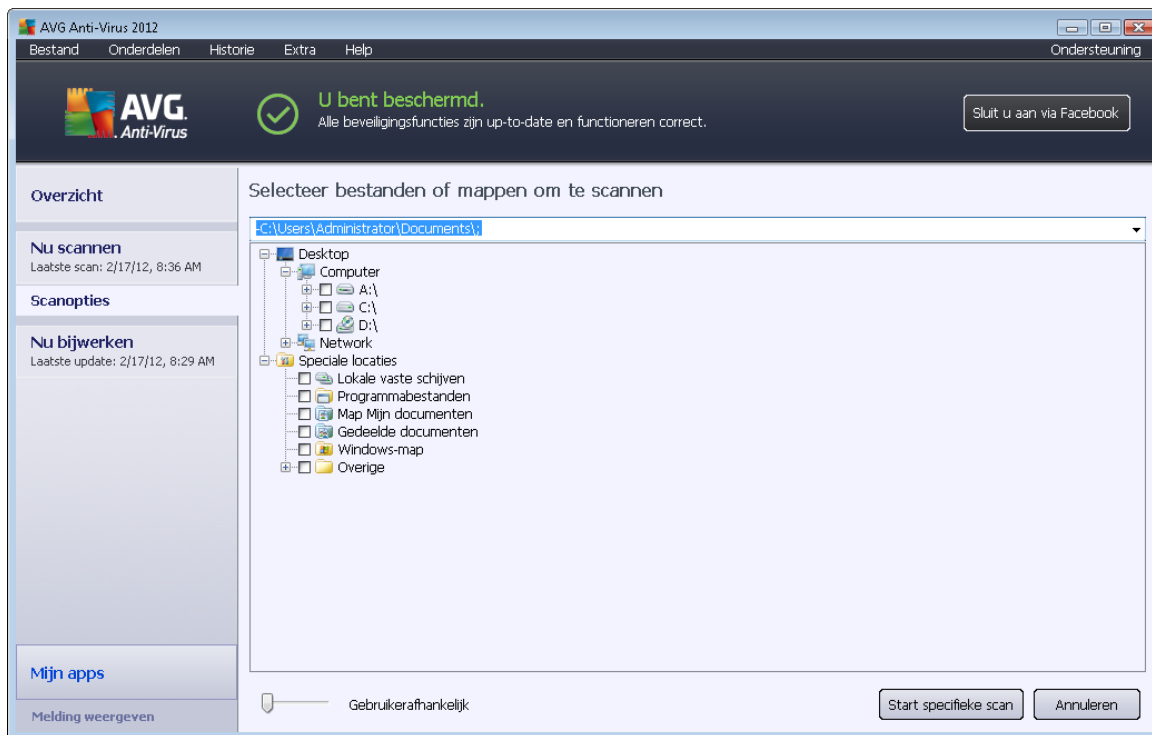 AVG Anti-Virus 2012
Bestand Onderdelen Historie Extra Help Ondersteuning
AVG.
Anti-Virus
U bent beschermd.
Alle beveiligingsfuncties zijn up-to-date en functioneren correct.
Sluit u aan via Facebook
Overzicht
Nu scannen
Laatste scan: 2/17/12, 8:36 AM
Scanopties
Nu bijwerken
Laatste update: 2/17/12, 8:29 AM
Mijn apps
Melding weergeven
Selecteer bestanden of mappen om te scannen
-C:\Users\Administrator\Documents\;
Desktop
Computer
A:\
C:\
D:\
Network
Speciale locaties
Lokale vaste schijven
Programmabestanden
Map Mijn documenten
Gedeelde documenten
Windows-map
Overige
Gebruikerafhankelijk
Start specifieke scan
Annuleren